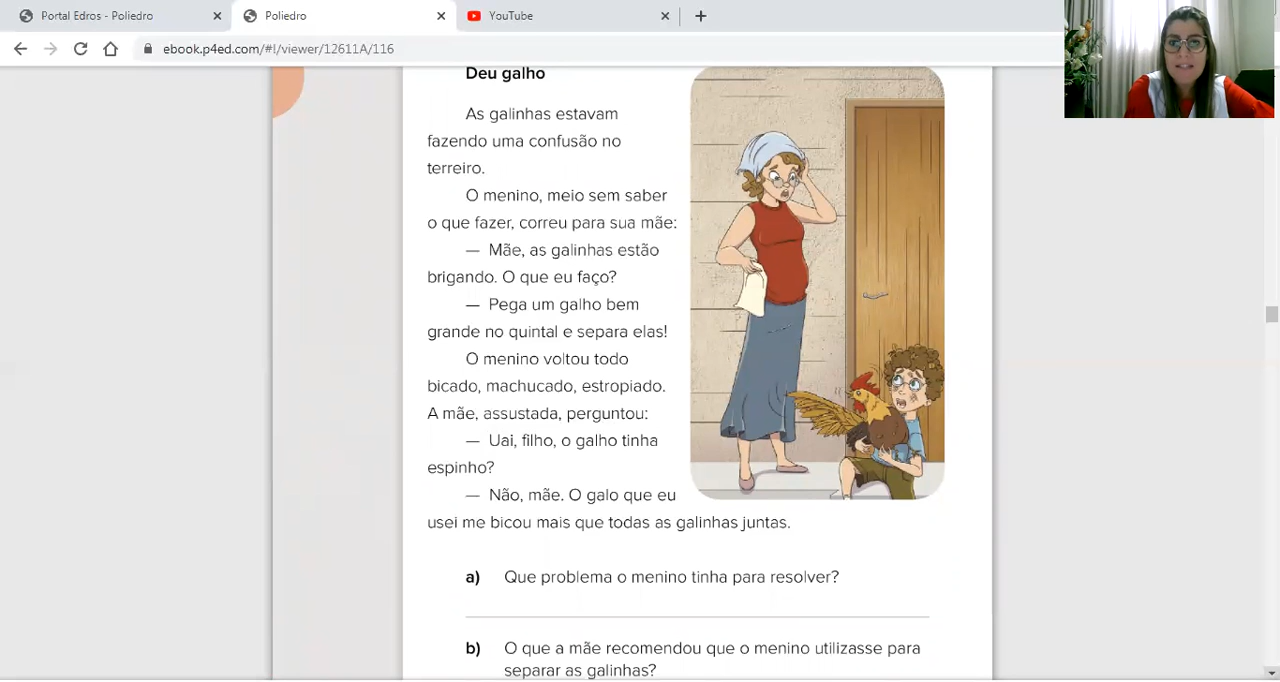 Portal Edros - Poliedro
Poliedro
YouTube
ebook.p4ed.com/#!/viewer/12611A/116
Deu galho
As galinhas estavam
fazendo uma confusão no
terreiro.
O menino, meio sem saber
o que fazer, correu para sua mãe:
— Mãe, as galinhas estão
brigando. O que eu faço?
— Pega um galho bem
grande no quintal e separa elas!
O menino voltou todo
bicado, machucado, estropiado.
A mãe, assustada, perguntou:
— Uai, filho, o galho tinha
espinho?
— Não, mãe. O galo que eu
usei me bicou mais que todas as galinhas juntas.
a) Que problema o menino tinha para resolver?
b) O que a mãe recomendou que o menino utilizasse para
separar as galinhas?